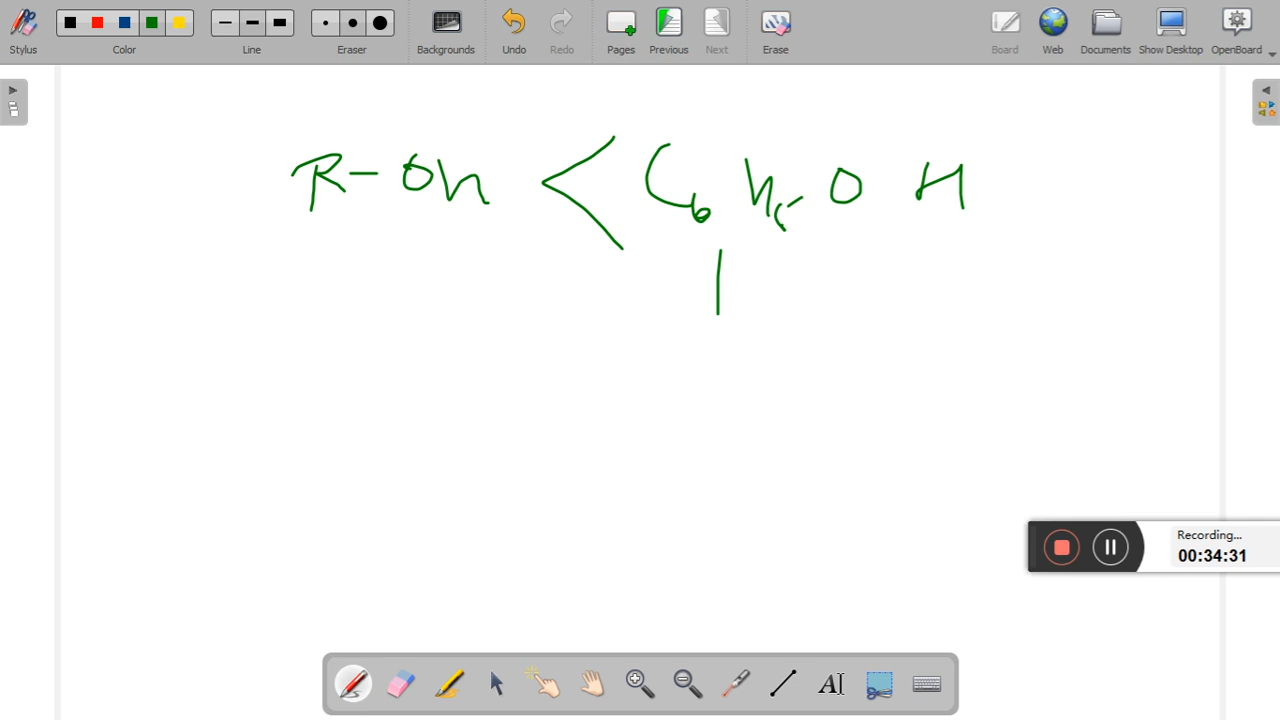 Stylus Color Line Eraser Backgrounds Undo Redo Pages Previous Next Erase Board Web Documents Show Desktop OpenBoard
R-Oh < C6h5-OH
Recording...
00:34:31
AI